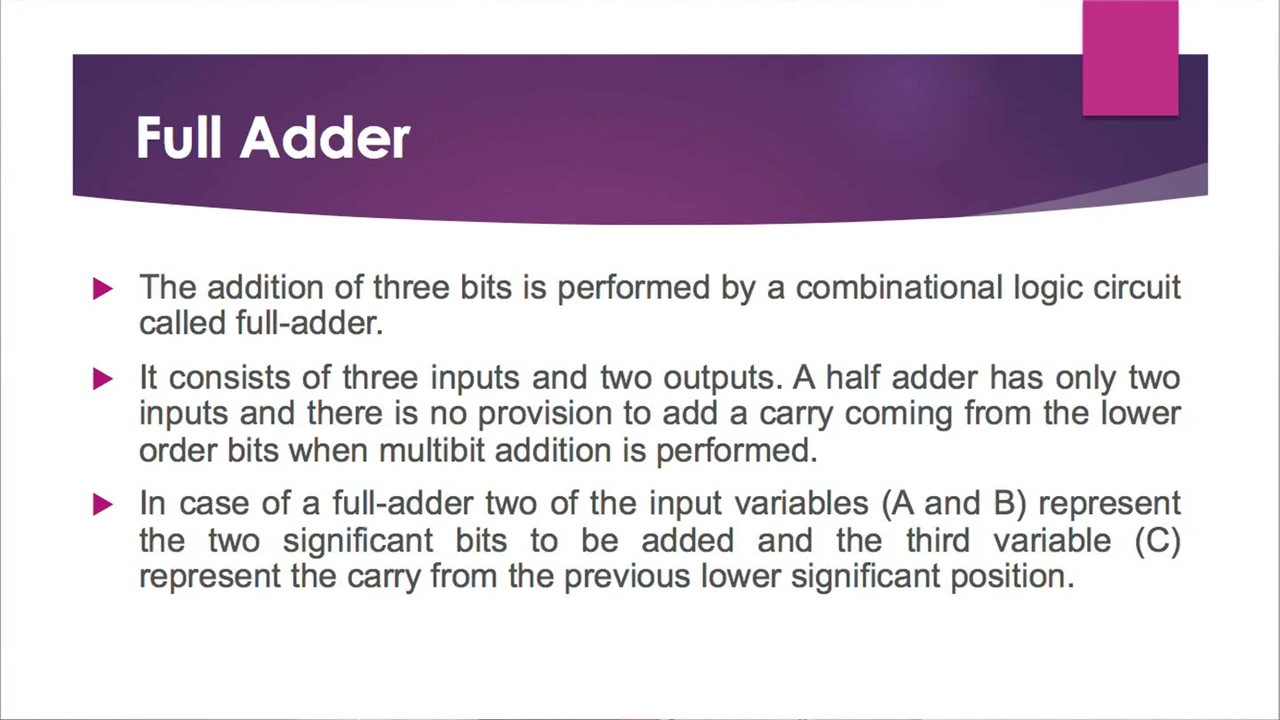 Full Adder
The addition of three bits is performed by a combinational logic circuit
called full-adder.
It consists of three inputs and two outputs. A half adder has only two
inputs and there is no provision to add a carry coming from the lower
order bits when multibit addition is performed.
In case of a full-adder two of the input variables (A and B) represent
the two significant bits to be added and the third variable (C)
represent the carry from the previous lower significant position.